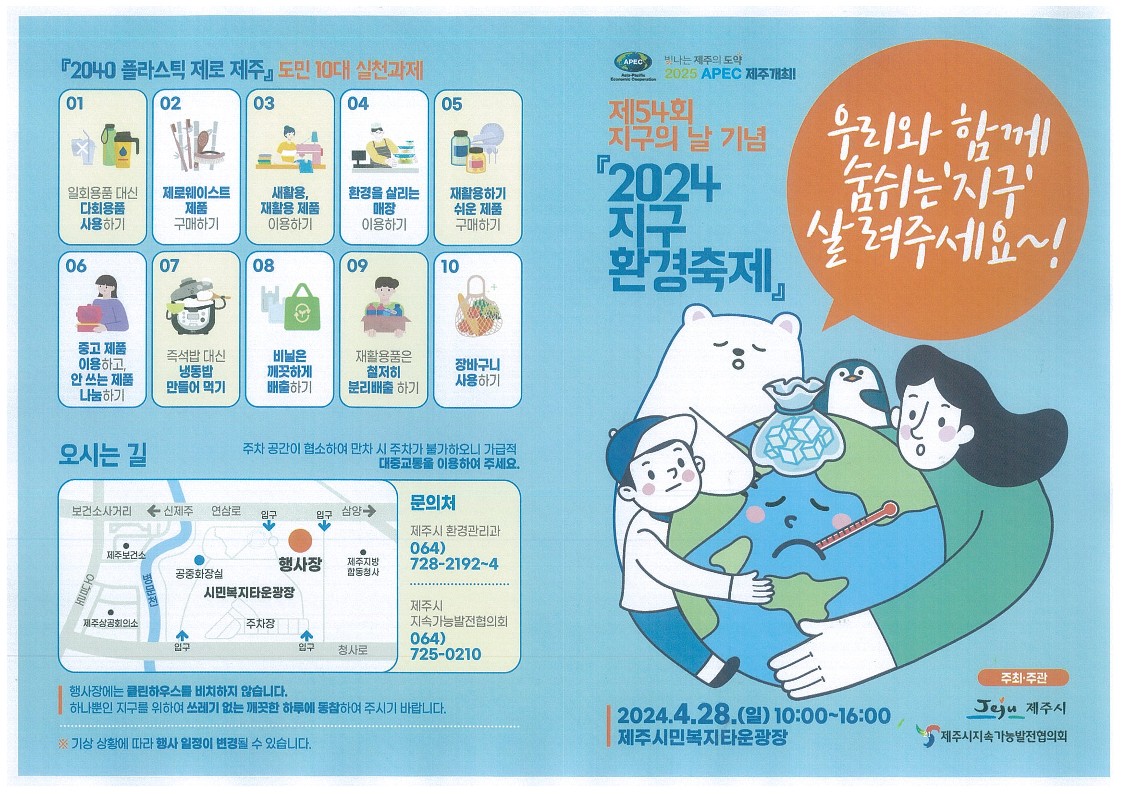 『2040 플라스틱 제로 제주』 도민 10대 실천과제
01
일회용품 대신
다회용품
사용하기
02
제로웨이스트
제품
구매하기
03
새활용,
재활용 제품
이용하기
04
환경을 살리는
매장
이용하기
05
재활용하기
쉬운 제품
구매하기
06
중고 제품
이용하고,
안 쓰는 제품
나눔하기
07
즉석밥 대신
냉동밥
만들어 먹기
08
비닐은
깨끗하게
배출하기
09
재활용품은
철저히
분리배출 하기
10
장바구니
사용하기
오시는 길
주차 공간이 협소하여 만차 시 주차가 불가하오니 가급적
대중교통을 이용하여 주세요.
보건소사거리
신제주
연삼로
입구
입구
삼양
제주보건소
공중화장실
행사장
제주지방
합동청사
시민복지타운광장
병문천
제주상공회의소
주차장
입구
입구
청사로
문의처
제주시 환경관리과
064)
728-2192~4
제주시
지속가능발전협의회
064)
725-0210
행사장에는 클린하우스를 비치하지 않습니다.
하나뿐인 지구를 위하여 쓰레기 없는 깨끗한 하루에 동참하여 주시기 바랍니다.
※ 기상 상황에 따라 행사 일정이 변경될 수 있습니다.
APEC
Asia-Pacific
Economic Cooperation
빛나는 제주의 도약
2025 APEC 제주개최!
제54회
지구의 날 기념
『2024
지구
환경축제』
우리와 함께
숨쉬는 '지구'
살려주세요~!
주최·주관
Jeju 제주시
제주시지속가능발전협의회
2024.4.28.(일) 10:00~16:00
제주시민복지타운광장